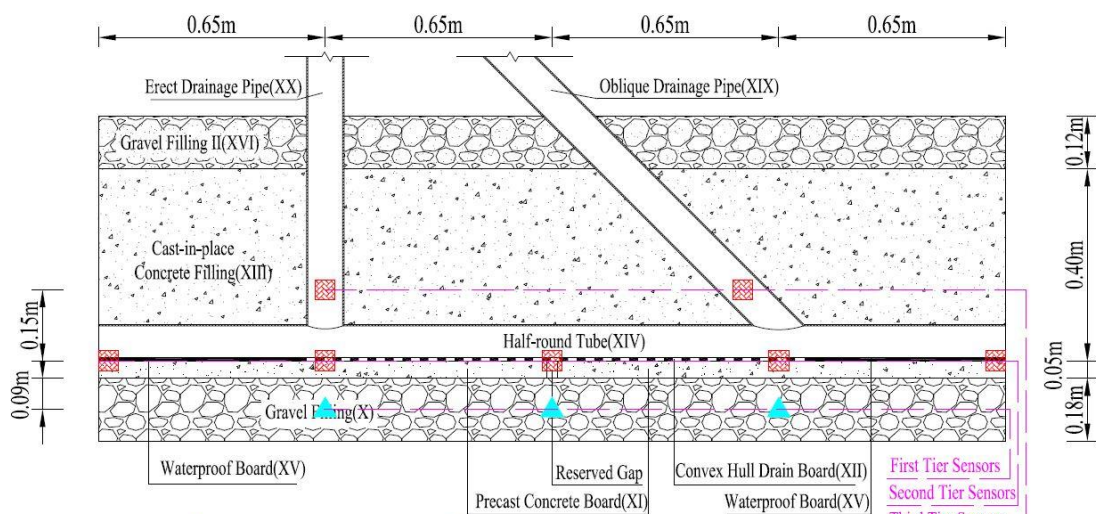 0.65m 0.65m 0.65m 0.65m
Erect Drainage Pipe(XX)
Oblique Drainage Pipe(XIX)
Gravel Filling II(XVI)
0.12m
Cast-in-place
Concrete Filling(XIII)
0.40m
0.15m
Half-round Tube(XIV)
0.05m
0.09m
Gravel Filling(X)
0.18m
Waterproof Board(XV)
Reserved Gap
Convex Hull Drain Board(XII)
First Tier Sensors
Precast Concrete Board(XI)
Waterproof Board(XV)
Second Tier Sensors